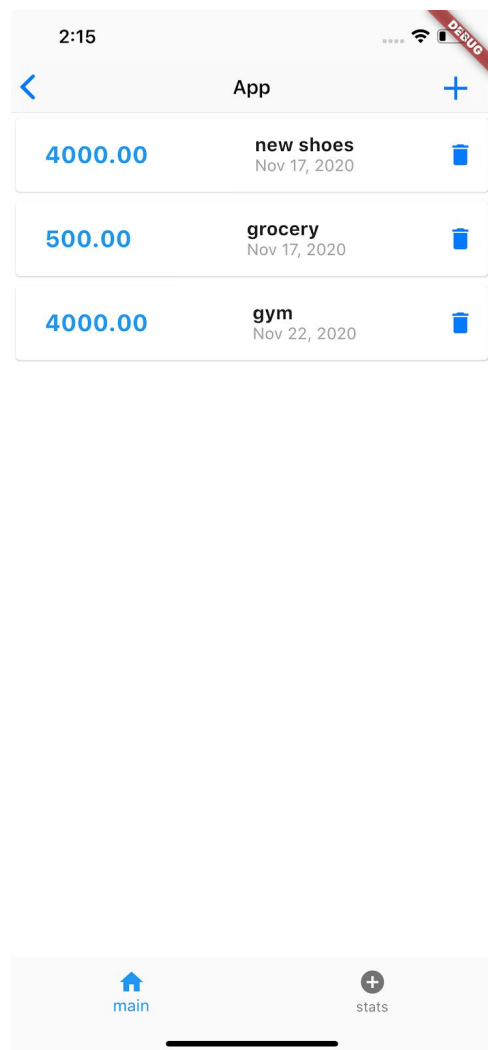 2:15
DEBUG
App
4000.00
new shoes
Nov 17, 2020
500.00
grocery
Nov 17, 2020
4000.00
gym
Nov 22, 2020
main
stats